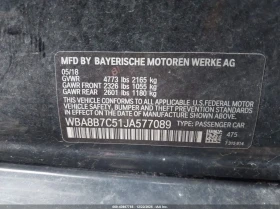 MFD BY BAYERISCHE MOTOREN WERKE AG
05/18
GVWR 4773 lbs 2165 kg
GAWR FRONT 2326 lbs 1055 kg
GAWR REAR 2601 lbs 1180 kg
THIS VEHICLE CONFORMS TO ALL APPLICABLE
U.S. FEDERAL MOTOR VEHICLE SAFETY,
BUMPER AND THEFT PREVENTION STANDARDS
IN EFFECT ON THE DATE OF
MANUFACTURE SHOWN ABOVE.
WBA8B7C51JA577089
TYPE: PASSENGER CAR
475